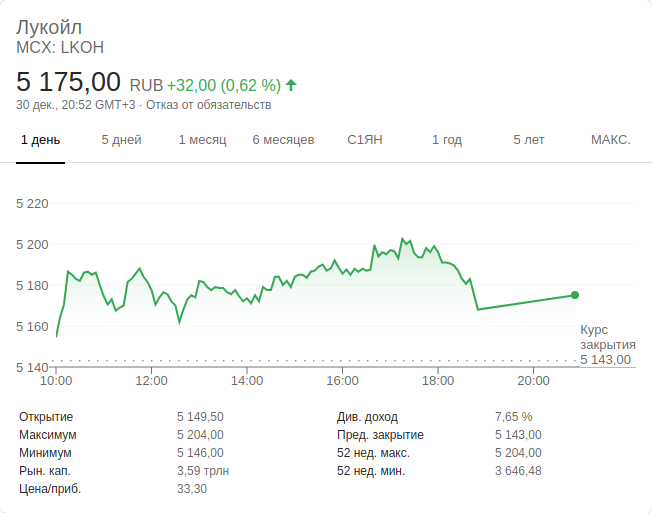 Лукойл
MCX: LKOH
5 175,00 RUB +32,00 (0,62 %)
30 дек., 20:52 GMT+3 · Отказ от обязательств
1 день 5 дней 1 месяц 6 месяцев С1ЯН 1 год 5 лет МАКС.
5 220
5 200
5 180
5 160
5 140
Курс
закрытия
5 143,00
10:00 12:00 14:00 16:00 18:00 20:00
Открытие 5 149,50 Див. доход 7,65 %
Максимум 5 204,00 Пред. закрытие 5 143,00
Минимум 5 146,00 52 нед. макс. 5 204,00
Рын. кап. 3,59 трлн 52 нед. мин. 3 646,48
Цена/приб. 33,30